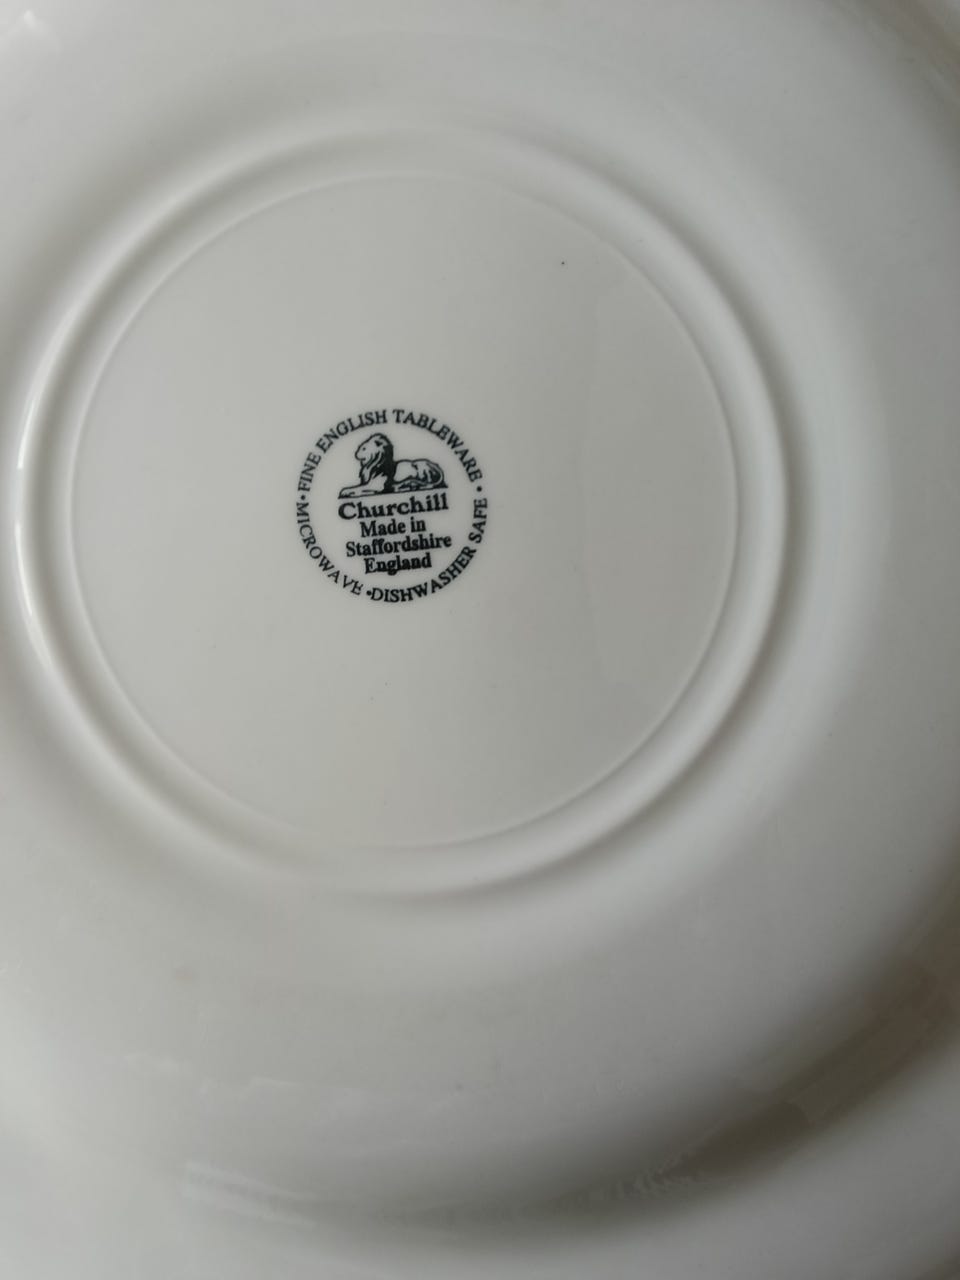 • FINE ENGLISH TABLEWARE •
Churchill
Made in
Staffordshire
England
MICROWAVE • DISHWASHER SAFE